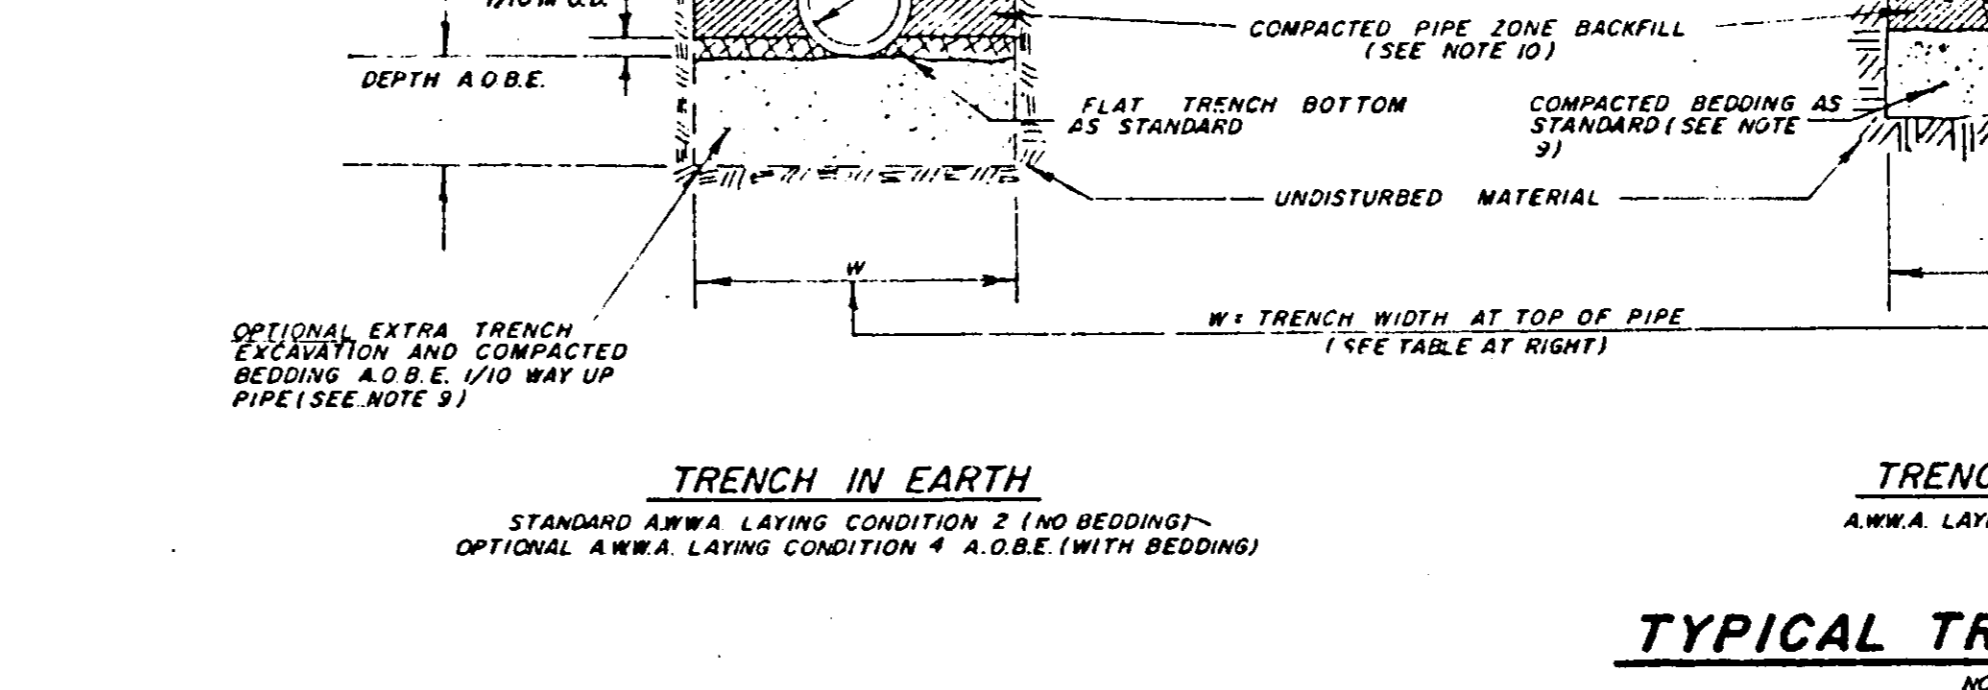 DEPTH A.O.B.E.
COMPACTED PIPE ZONE BACKFILL
(SEE NOTE 10)
FLAT TRENCH BOTTOM
AS STANDARD
COMPACTED BEDDING AS
STANDARD (SEE NOTE
9)
UNDISTURBED MATERIAL
W
W = TRENCH WIDTH AT TOP OF PIPE
(SEE TABLE AT RIGHT)
OPTIONAL EXTRA TRENCH
EXCAVATION AND COMPACTED
BEDDING A.O.B.E. 1/10 WAY UP
PIPE (SEE NOTE 9)
TRENCH IN EARTH
STANDARD A.W.W.A. LAYING CONDITION 2 (NO BEDDING)
OPTIONAL A.W.W.A. LAYING CONDITION 4 A.O.B.E. (WITH BEDDING)
TRENC
A.W.W.A. LAYI
TYPICAL TR